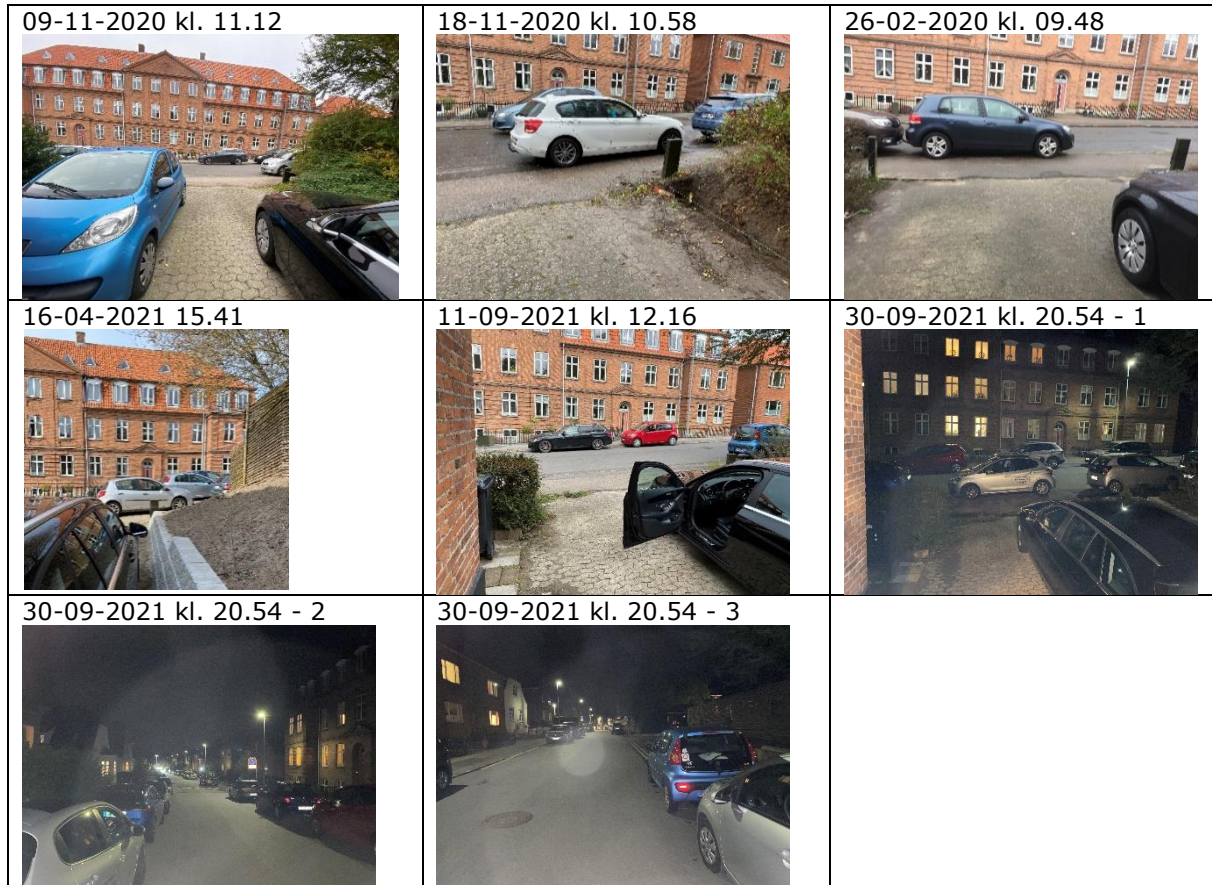 09-11-2020 kl. 11.12
18-11-2020 kl. 10.58
26-02-2020 kl. 09.48
16-04-2021 15.41
11-09-2021 kl. 12.16
30-09-2021 kl. 20.54 - 1
30-09-2021 kl. 20.54 - 2
30-09-2021 kl. 20.54 - 3